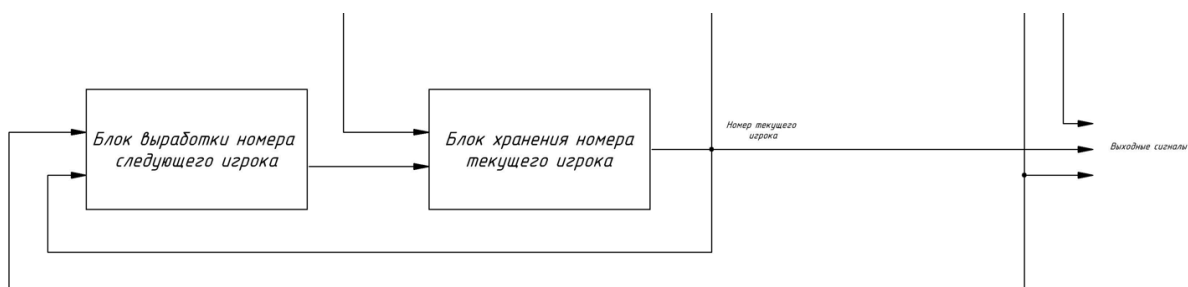 Блок выработки номера
следующего игрока
Блок хранения номера
текущего игрока
Номер текущего
игрока
Выходные сигналы